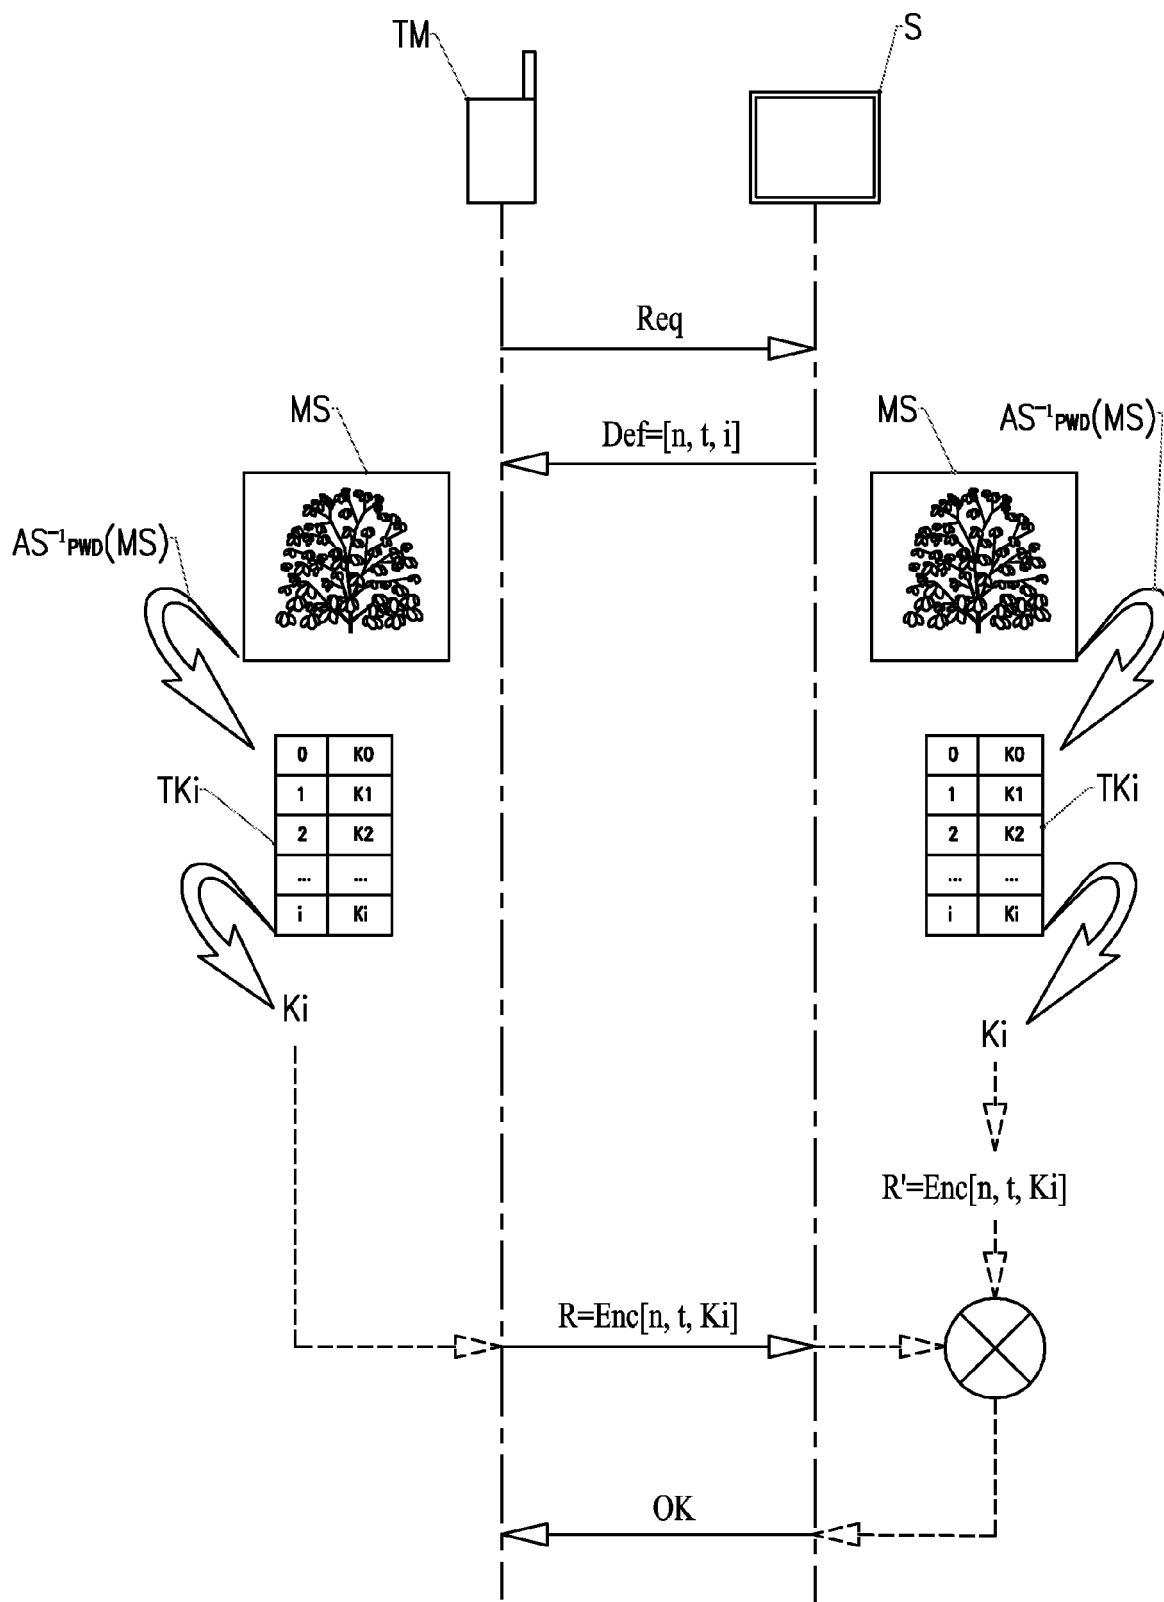 TM
S
Req
MS
Def=[n, t, i]
MS
AS⁻¹PWD(MS)
AS⁻¹PWD(MS)
0 K0
1 K1
2 K2
... ...
i Ki
TKi
0 K0
1 K1
2 K2
... ...
i Ki
TKi
Ki
Ki
R'=Enc[n, t, Ki]
R=Enc[n, t, Ki]
OK